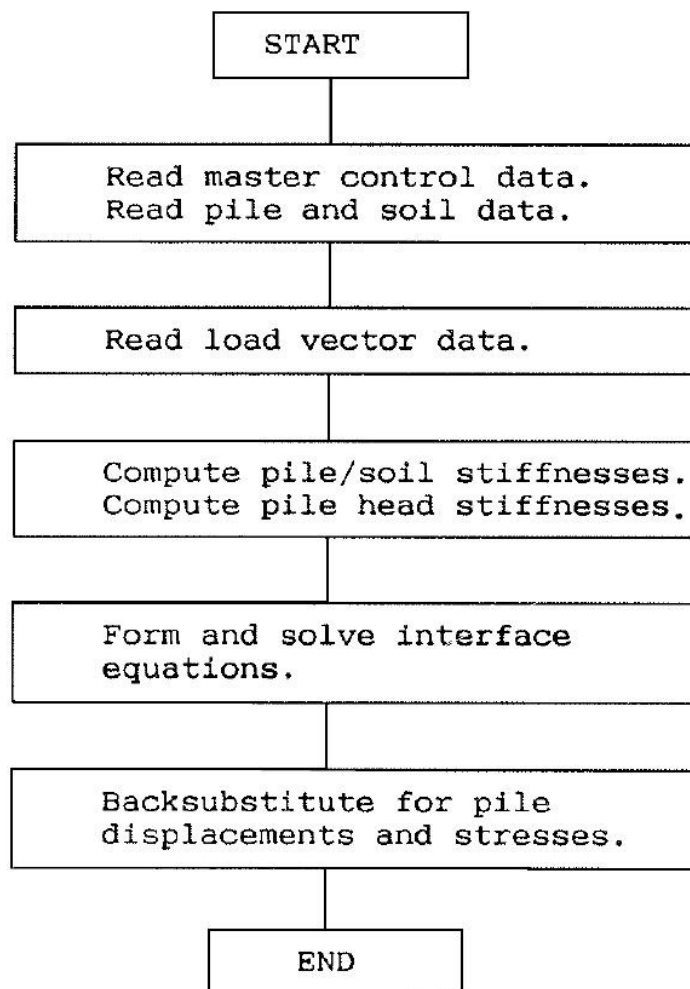 START
Read master control data.
Read pile and soil data.
Read load vector data.
Compute pile/soil stiffnesses.
Compute pile head stiffnesses.
Form and solve interface
equations.
Backsubstitute for pile
displacements and stresses.
END